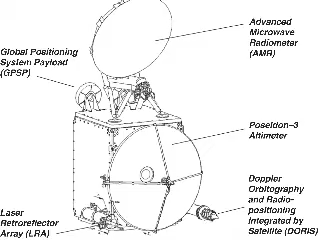 Advanced
Microwave
Radiometer
(AMR)
Global Positioning
System Payload
(GPSP)
Poseidon–3
Altimeter
Doppler
Orbitography
and Radio-
positioning
Integrated by
Satellite (DORIS)
Laser
Retroreflector
Array (LRA)